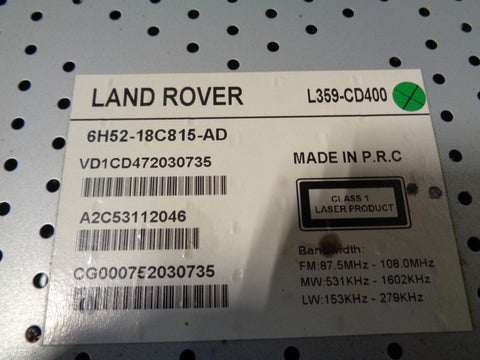 LAND ROVER
L359-CD400
6H52-18C815-AD
VD1CD472030735
MADE IN P.R.C
CLASS 1
LASER PRODUCT
A2C53112046
CG000752030735
Bandwidth:
FM:87.5MHz - 108.0MHz
MW:531KHz - 1602KHz
LW:153KHz - 279KHz